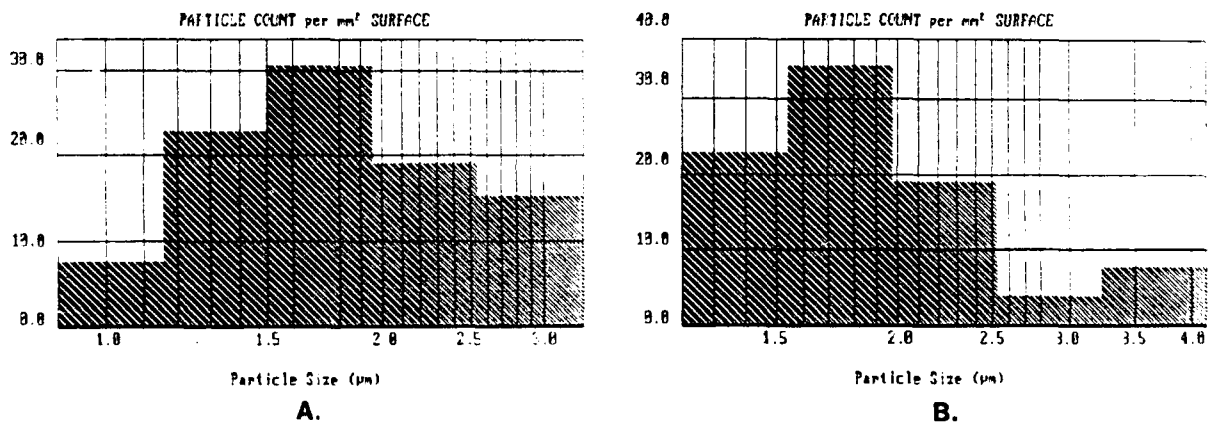 PARTICLE COUNT per mm² SURFACE
30.0
20.0
10.0
0.0
1.0 1.5 2.0 2.5 3.0
Particle Size (µm)
A.
PARTICLE COUNT per mm² SURFACE
40.0
30.0
20.0
10.0
0.0
1.5 2.0 2.5 3.0 3.5 4.0
Particle Size (µm)
B.